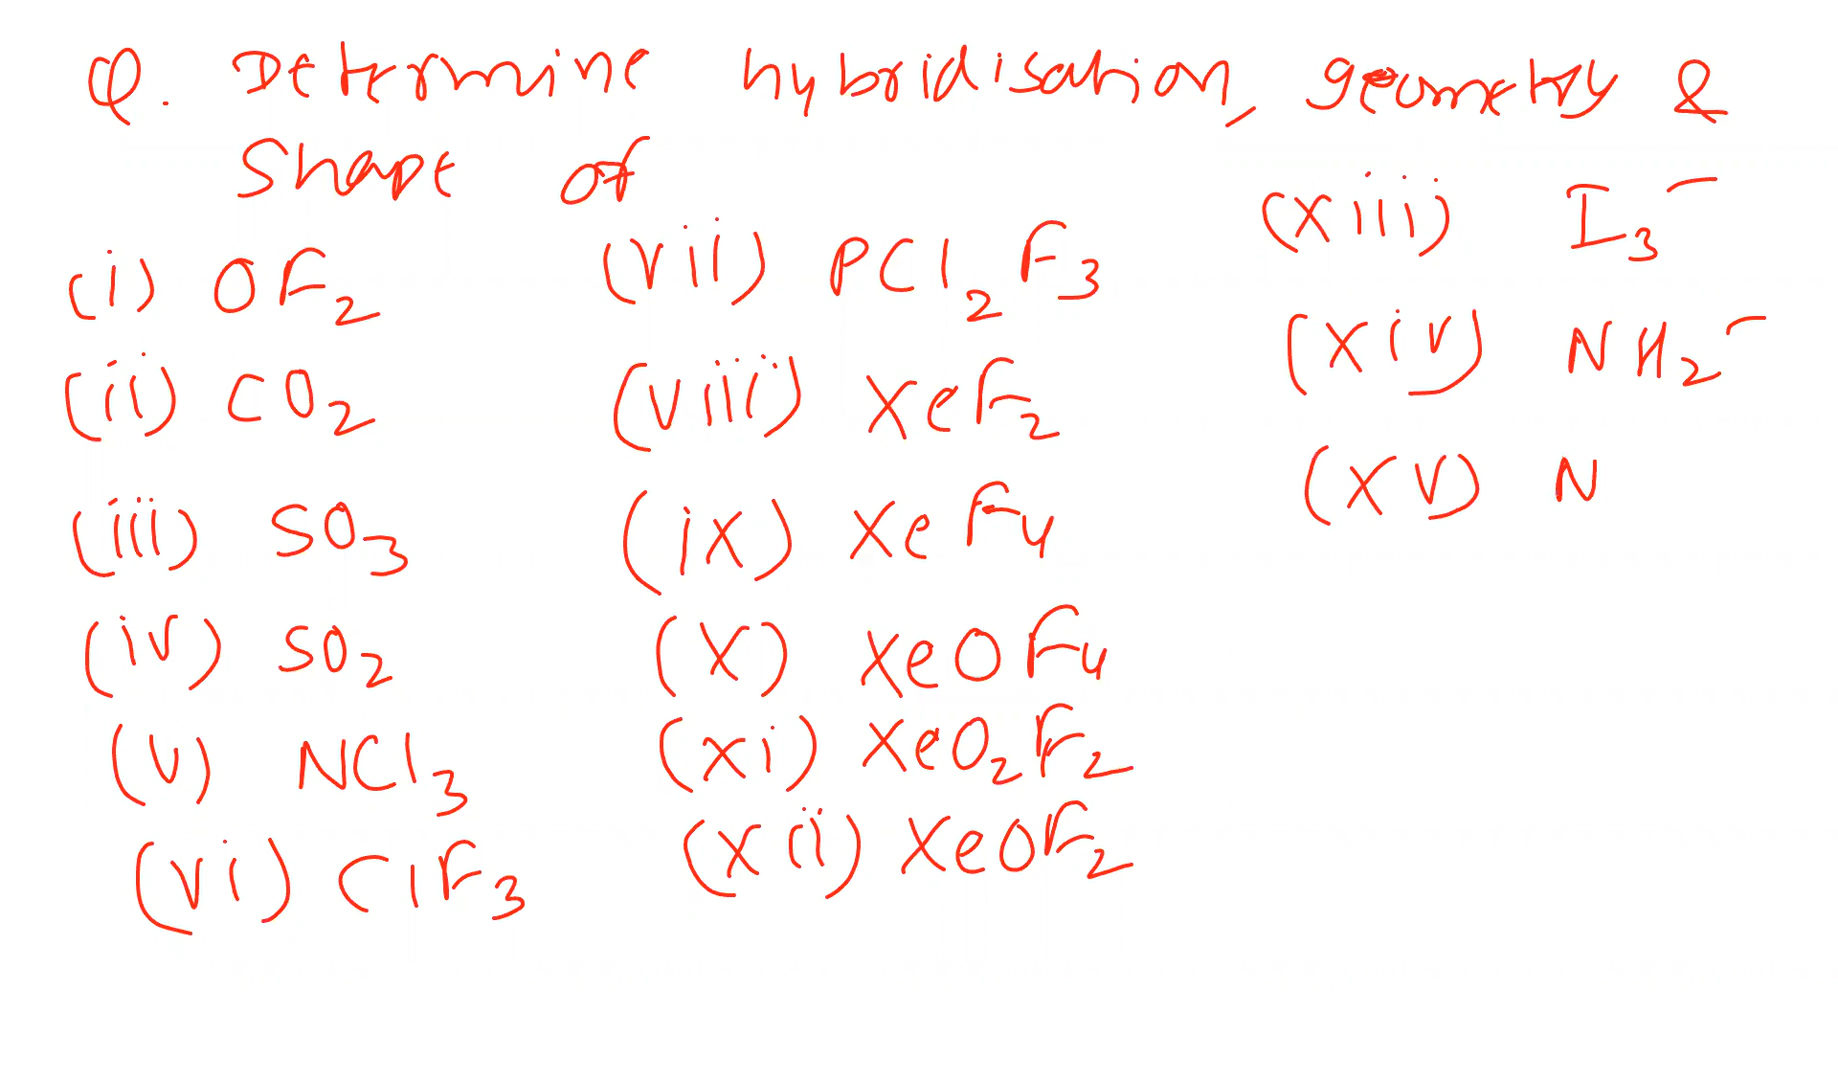 Q. Determine hybridisation, geometry &
Shape of
(i) OF2
(ii) CO2
(iii) SO3
(iv) SO2
(v) NCl3
(vi) ClF3
(vii) PCl2F3
(viii) XeF2
(ix) XeF4
(x) XeOF4
(xi) XeO2F2
(xii) XeOF2
(xiii) I3⁻
(xiv) NH2⁻
(xv) N